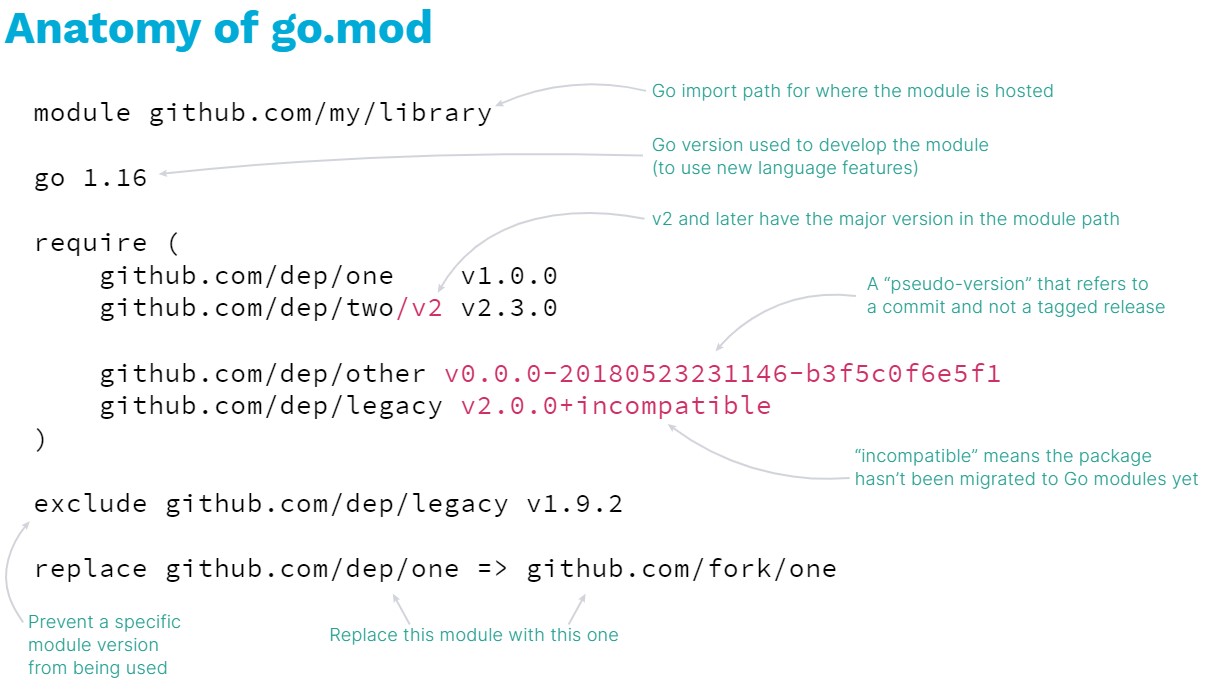 Anatomy of go.mod
module github.com/my/library
Go import path for where the module is hosted
go 1.16
Go version used to develop the module
(to use new language features)
v2 and later have the major version in the module path
require (
github.com/dep/one v1.0.0
github.com/dep/two/v2 v2.3.0
A “pseudo-version” that refers to
a commit and not a tagged release
github.com/dep/other v0.0.0-20180523231146-b3f5c0f6e5f1
github.com/dep/legacy v2.0.0+incompatible
)
“incompatible” means the package
hasn’t been migrated to Go modules yet
exclude github.com/dep/legacy v1.9.2
replace github.com/dep/one => github.com/fork/one
Prevent a specific
module version
from being used
Replace this module with this one